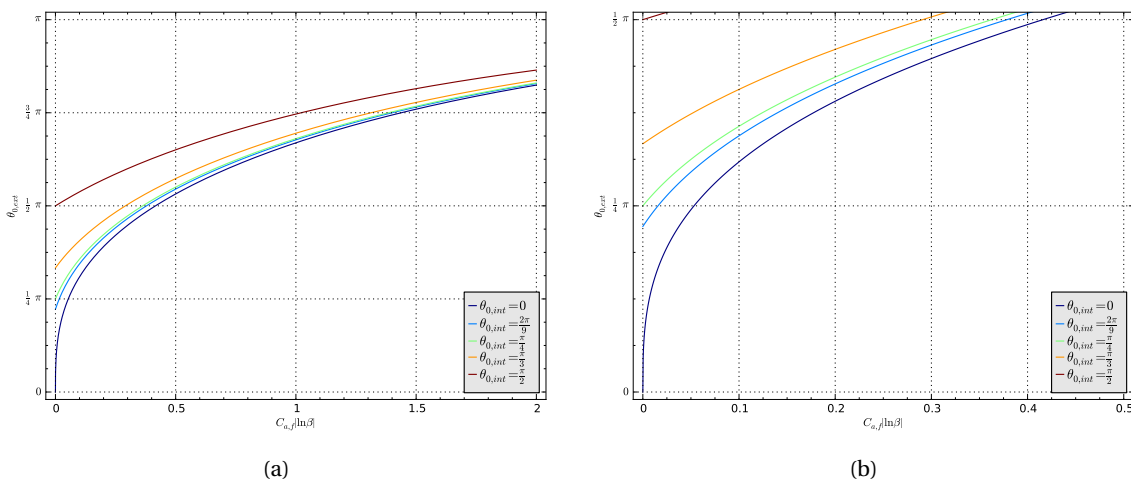 π
¾ π
½ π
¼ π
0
θ0,ext
0
0.5
1
1.5
2
Ca,f|lnβ|
θ0,int=0
θ0,int=2π/9
θ0,int=π/4
θ0,int=π/3
θ0,int=π/2
(a)
½ π
¼ π
0
θ0,ext
0
0.1
0.2
0.3
0.4
0.5
Ca,f|lnβ|
θ0,int=0
θ0,int=2π/9
θ0,int=π/4
θ0,int=π/3
θ0,int=π/2
(b)